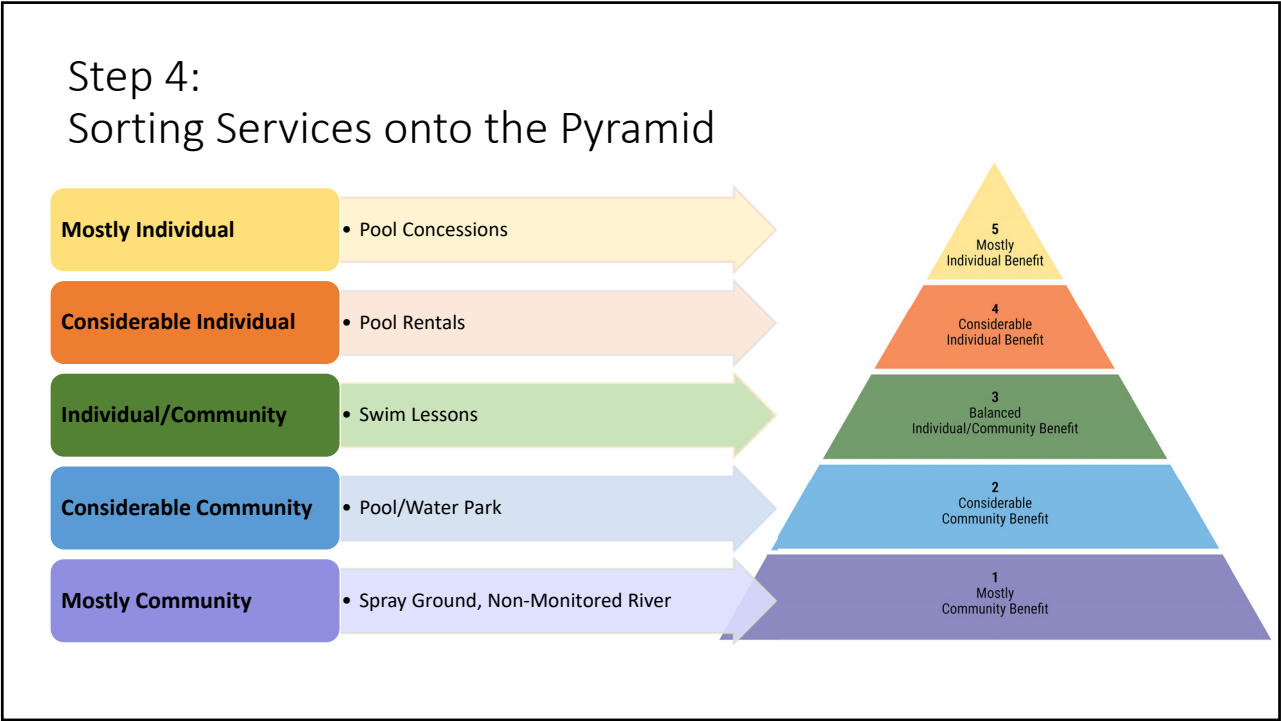 Step 4:
Sorting Services onto the Pyramid
Mostly Individual
• Pool Concessions
Considerable Individual
• Pool Rentals
Individual/Community
• Swim Lessons
Considerable Community
• Pool/Water Park
Mostly Community
• Spray Ground, Non-Monitored River
5
Mostly
Individual Benefit
4
Considerable
Individual Benefit
3
Balanced
Individual/Community Benefit
2
Considerable
Community Benefit
1
Mostly
Community Benefit